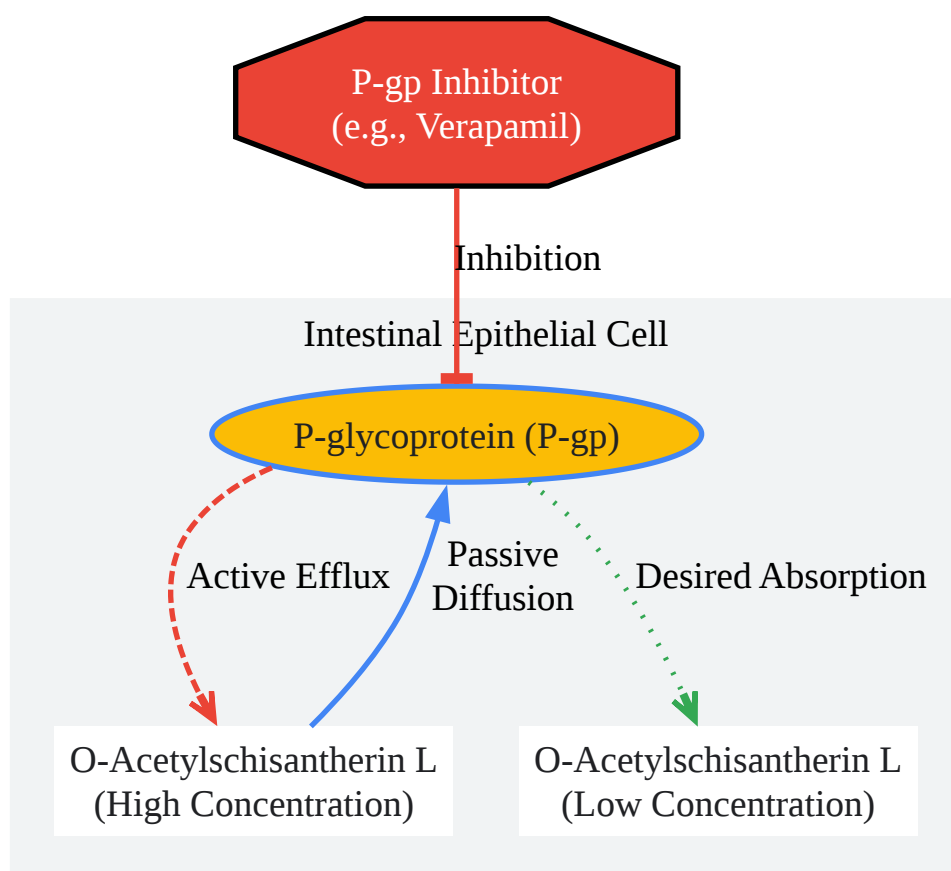 P-gp Inhibitor
(e.g., Verapamil)
Inhibition
Intestinal Epithelial Cell
P-glycoprotein (P-gp)
Active Efflux
Passive
Diffusion
Desired Absorption
O-Acetylschisantherin L
(High Concentration)
O-Acetylschisantherin L
(Low Concentration)